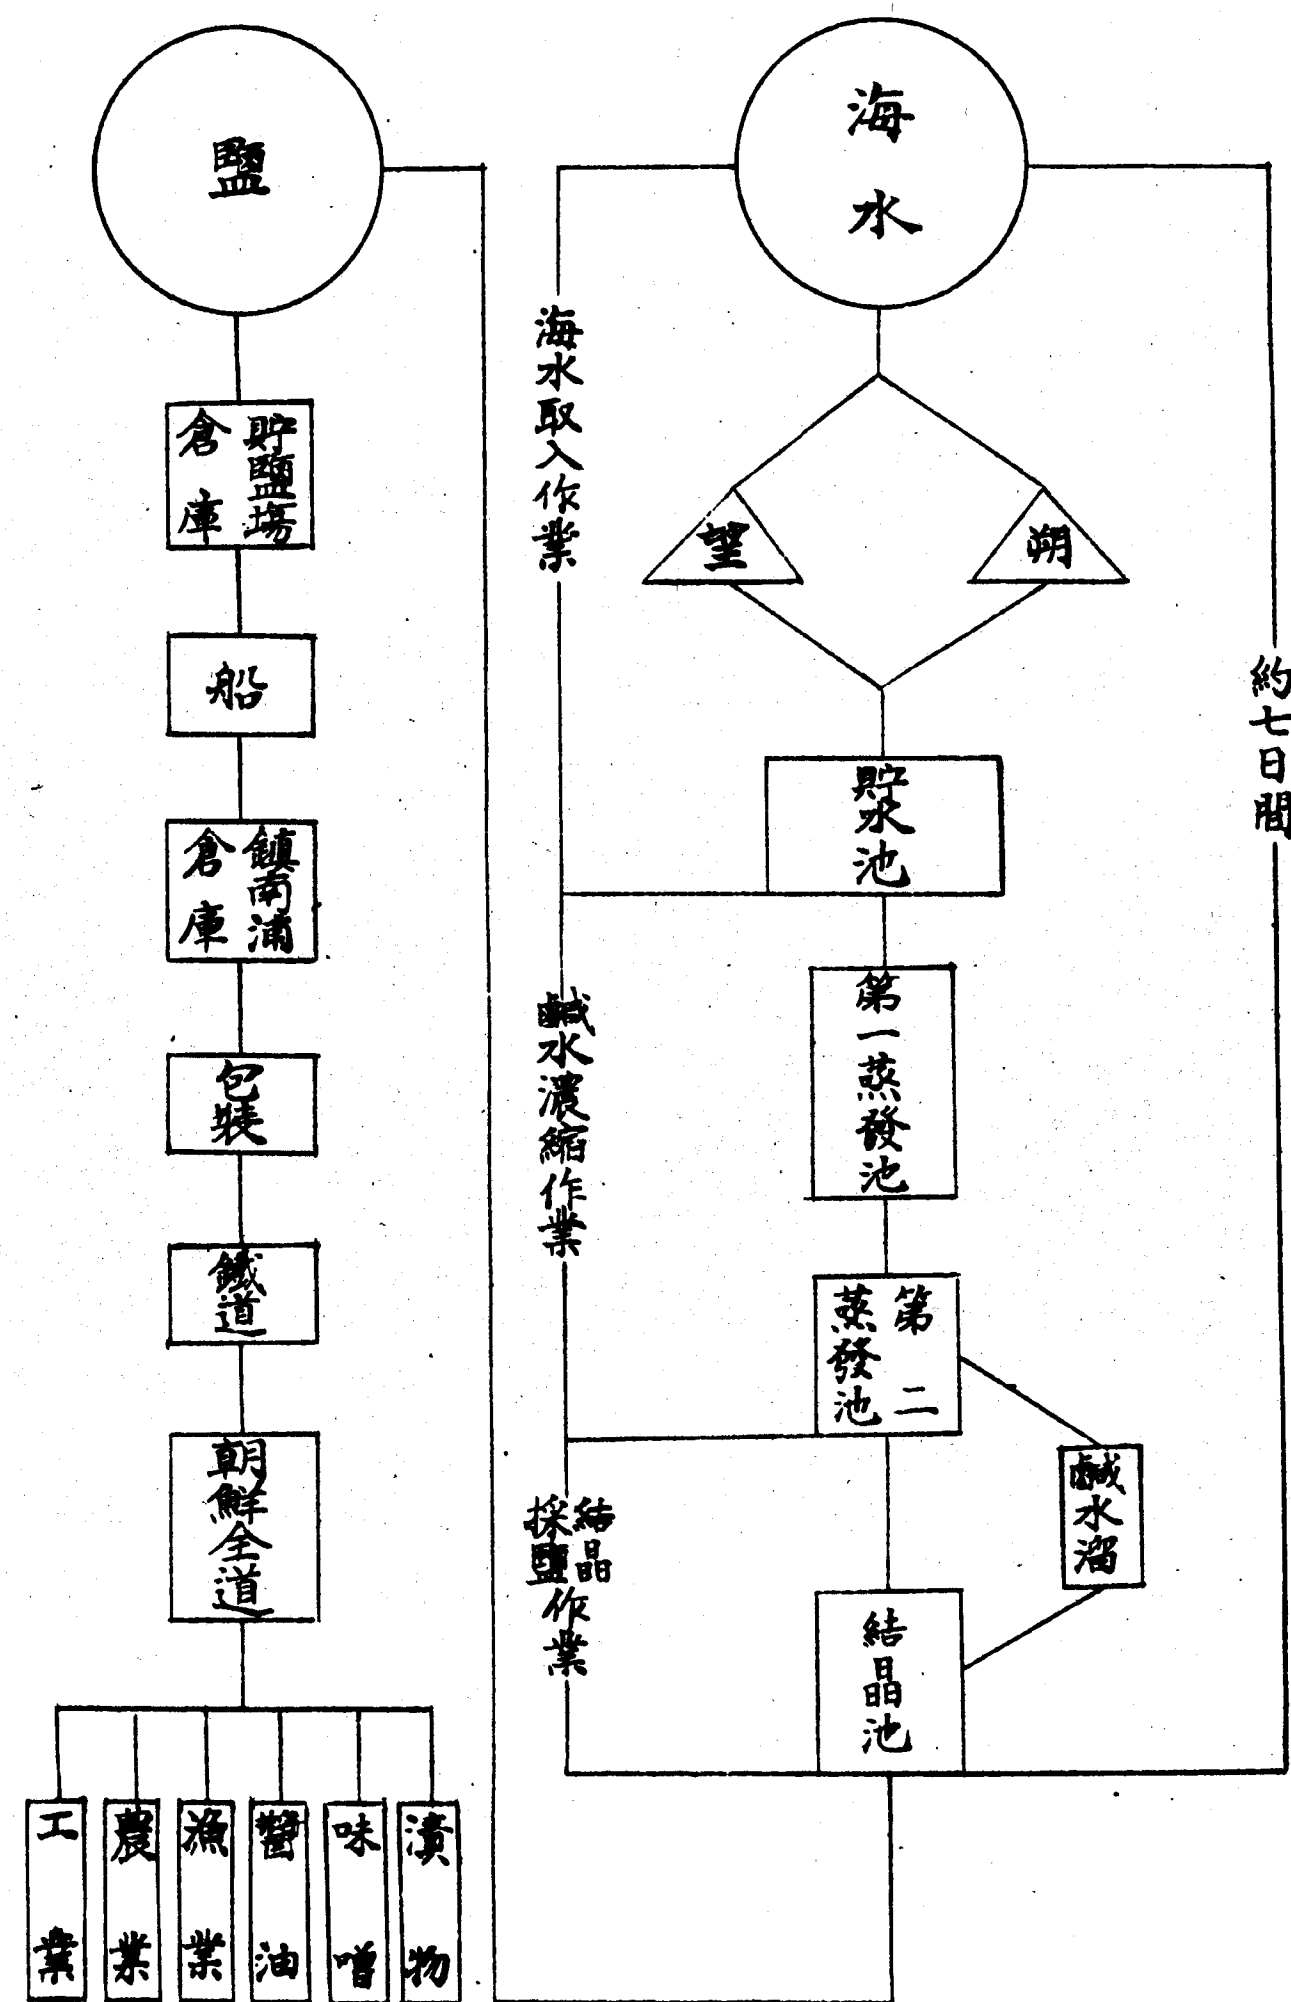 海水
朔
望
貯水池
第一蒸發池
第二
蒸發池
鹹水溜
結晶池
約七日間
海水取入作業
鹹水濃縮作業
結晶
採鹽
作業
鹽
貯鹽場
倉庫
船
鎮南浦
倉庫
包裝
鐵道
朝鮮全道
漬物
味噌
醬油
漁業
農業
工業